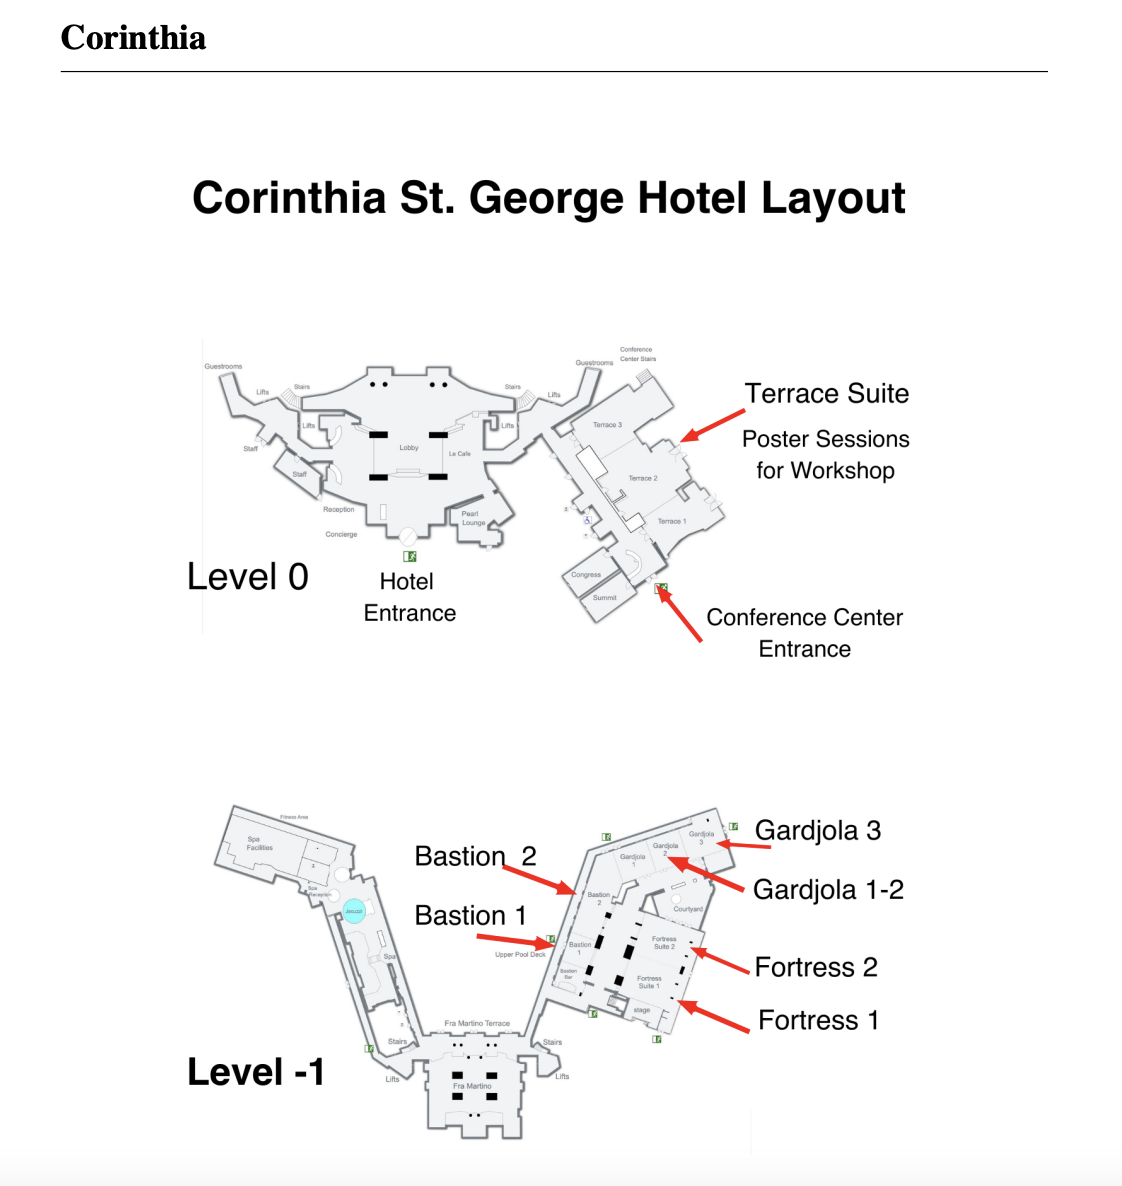 Corinthia
Corinthia St. George Hotel Layout
Conference
Center Stairs
Guestrooms
Guestrooms
Lifts
Stairs
Stairs
Lifts
Terrace Suite
Lifts
Lifts
Terrace 3
Poster Sessions
for Workshop
Staff
Lobby
La Cafe
Staff
Terrace 2
Reception
Pearl
Lounge
Terrace 1
Concierge
Level 0
Hotel
Entrance
Congress
Summit
Conference Center
Entrance
Fitness Area
Spa
Facilities
Gardjola
3
Gardjola 3
Gardjola
2
Gardjola
1
Bastion 2
Gardjola 1-2
Spa
Reception
Bastion
2
Jacuzzi
Courtyard
Bastion 1
Fortress
Suite 2
Bastion
1
Upper Pool Deck
Spa
Fortress 2
Bastion
Bar
Fortress
Suite 1
stage
Fortress 1
Fra Martino Terrace
Stairs
Stairs
Level -1
Lifts
Lifts
Fra Martino